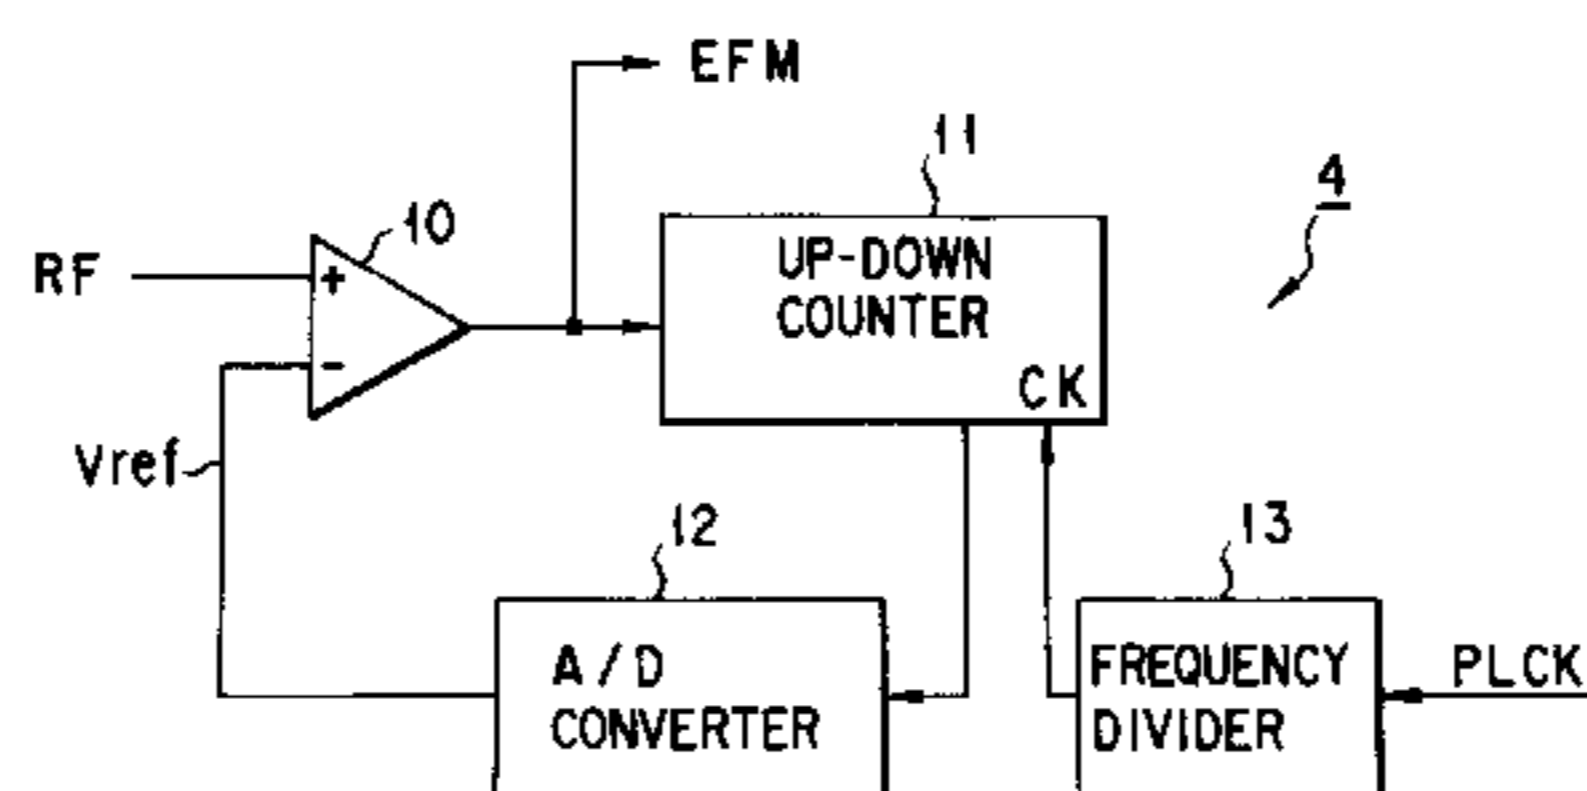 EFM
11
4
10
RF
+
UP-DOWN
COUNTER
-
CK
Vref
12
13
A/D
CONVERTER
FREQUENCY
DIVIDER
PLCK